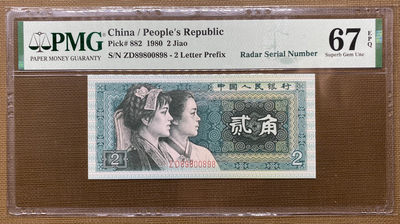 PMG
PAPER MONEY GUARANTY
China / People's Republic
Pick# 882 1980 2 Jiao
S/N ZD89800898 - 2 Letter Prefix
Radar Serial Number
67 EPQ
Superb Gem Unc
中国人民银行
贰角
2
ZD89800898
2